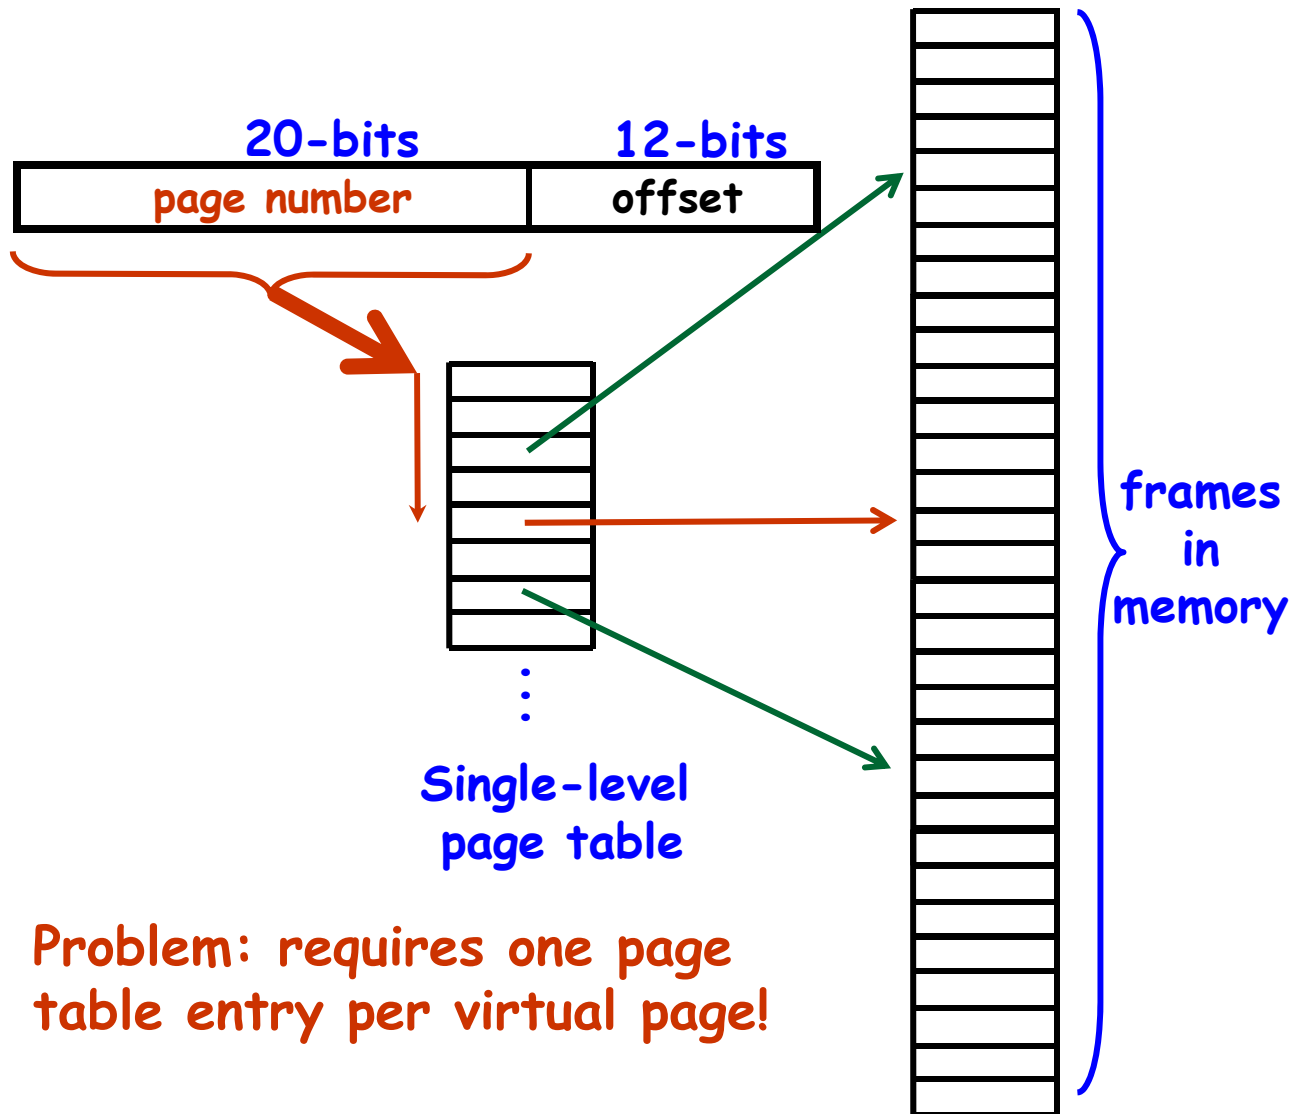 20-bits
12-bits
page number
offset
frames
in
memory
Single-level
page table
Problem: requires one page
table entry per virtual page!